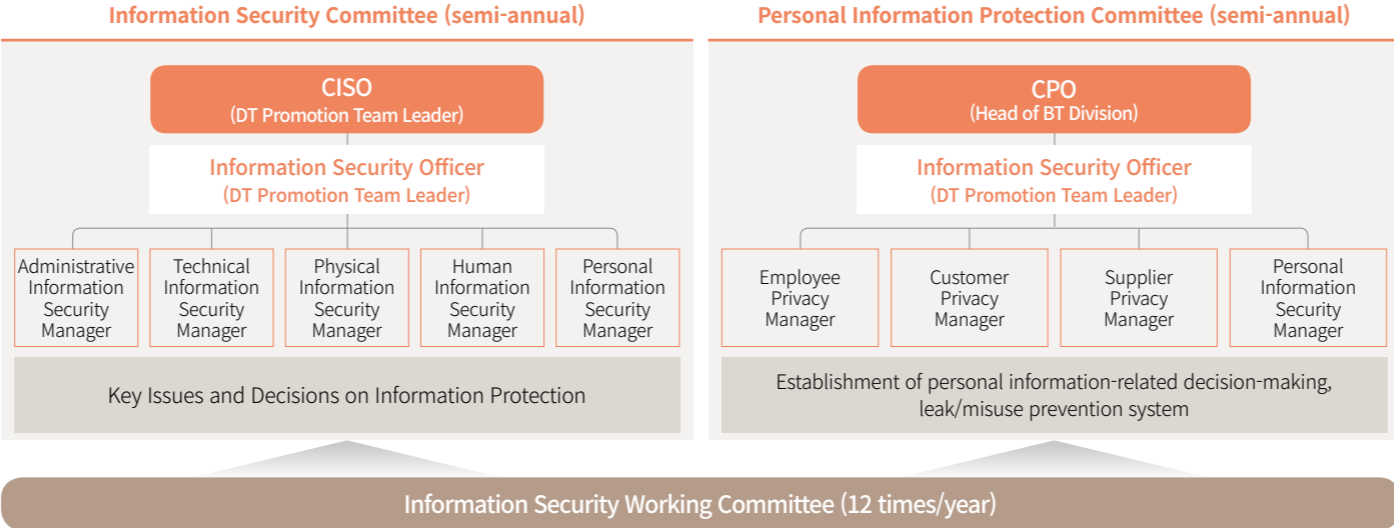 Information Security Committee (semi-annual)
CISO
(DT Promotion Team Leader)
Information Security Officer
(DT Promotion Team Leader)
Administrative
Information
Security
Manager
Technical
Information
Security
Manager
Physical
Information
Security
Manager
Human
Information
Security
Manager
Personal
Information
Security
Manager
Key Issues and Decisions on Information Protection
Personal Information Protection Committee (semi-annual)
CPO
(Head of BT Division)
Information Security Officer
(DT Promotion Team Leader)
Employee
Privacy
Manager
Customer
Privacy
Manager
Supplier
Privacy
Manager
Personal
Information
Security
Manager
Establishment of personal information-related decision-making,
leak/misuse prevention system
Information Security Working Committee (12 times/year)